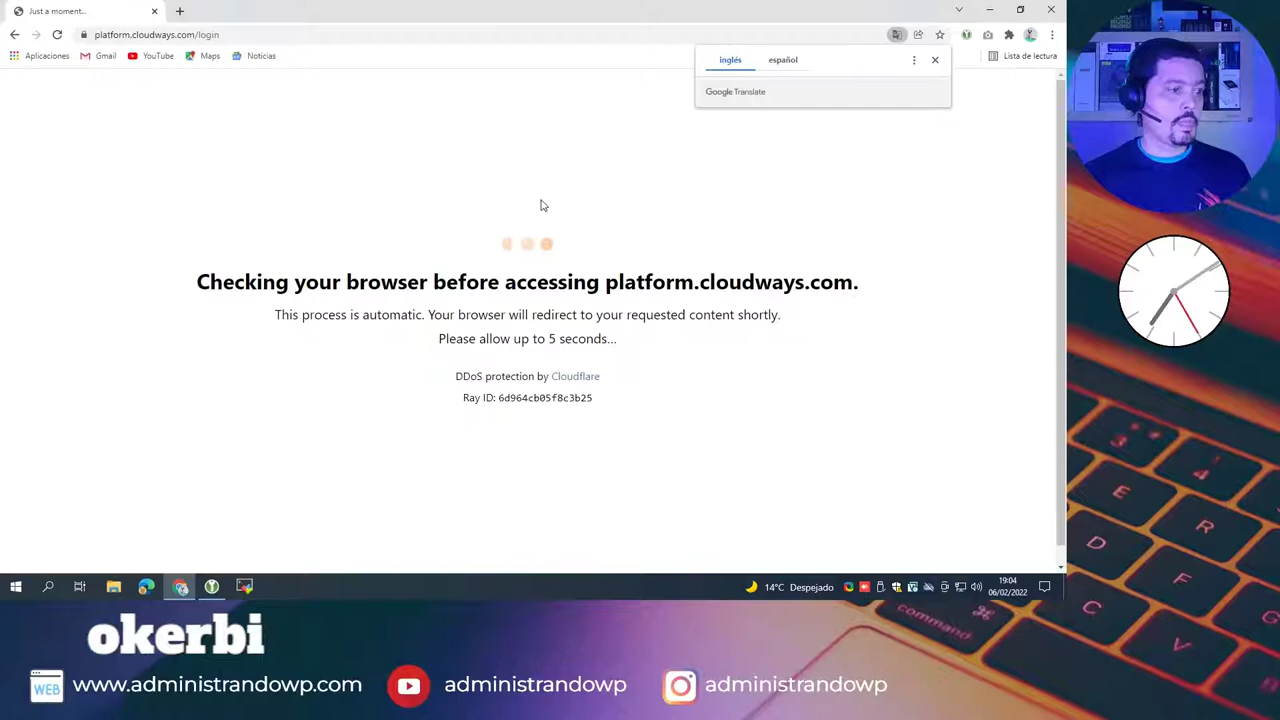 Just a moment...
platform.cloudways.com/login
Aplicaciones
Gmail
YouTube
Maps
Noticias
Lista de lectura
inglés
español
Google Translate
Checking your browser before accessing platform.cloudways.com.
This process is automatic. Your browser will redirect to your requested content shortly.
Please allow up to 5 seconds...
DDoS protection by Cloudflare
Ray ID: 6d964cb05f8c3b25
14°C Despejado
19:04
06/02/2022
3
4
E
R
D
F
C
V
command
okerbi
WEB
www.administrandowp.com
administrandowp
administrandowp